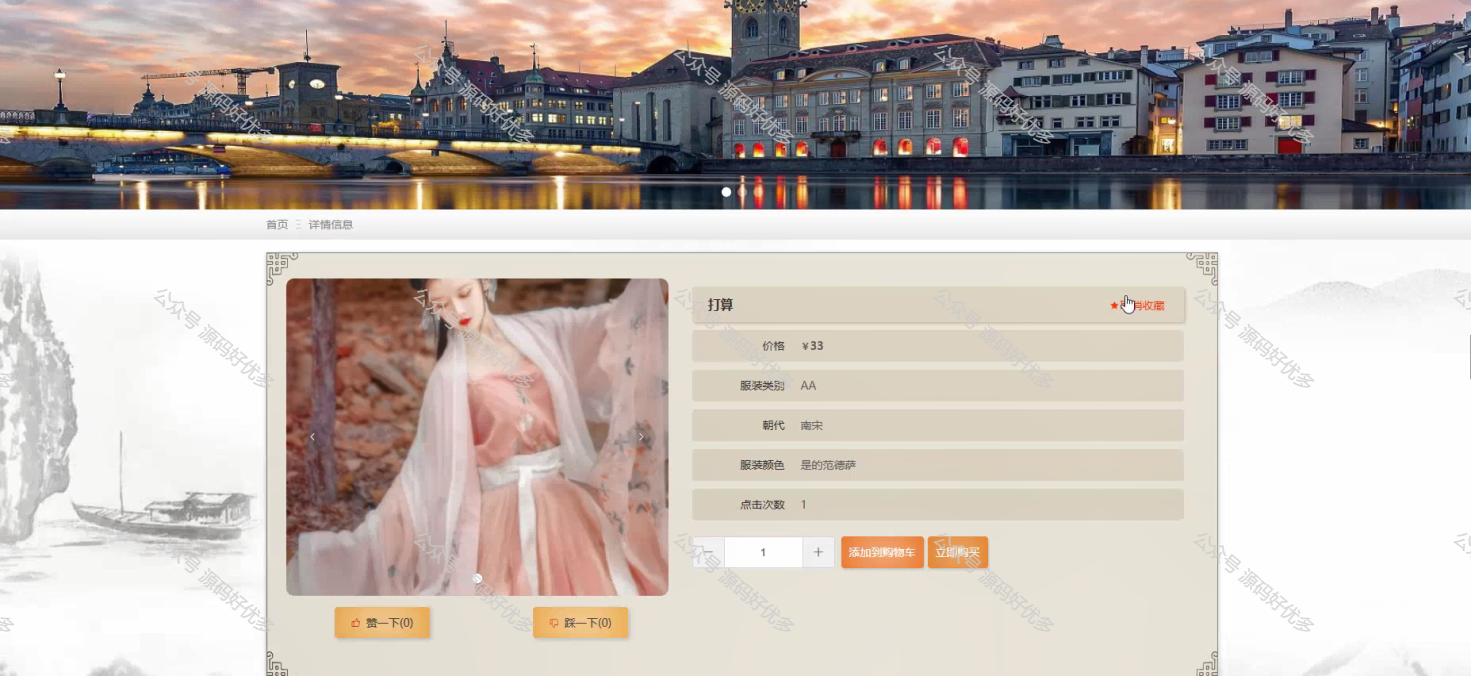 首页 详情信息
打算
★取消收藏
价格 ￥33
服装类别 AA
朝代 南宋
服装颜色 是的范德萨
点击次数 1
− 1 +
添加到购物车 立即购买
赞一下(0) 踩一下(0)
公众号 源码好优多